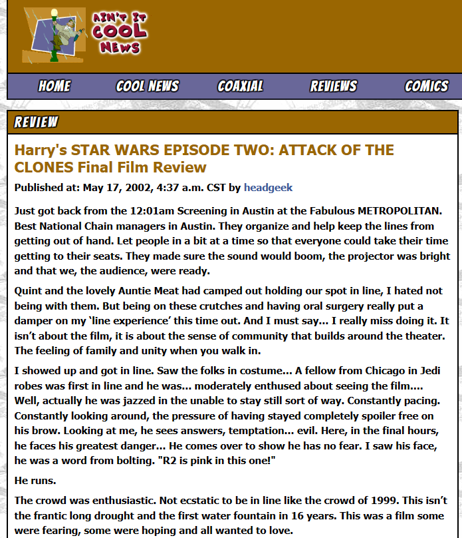 AIN'T IT
COOL
NEWS
HOME COOL NEWS COAXIAL REVIEWS COMICS
REVIEW
Harry's STAR WARS EPISODE TWO: ATTACK OF THE
CLONES Final Film Review
Published at: May 17, 2002, 4:37 a.m. CST by headgeek
Just got back from the 12:01am Screening in Austin at the Fabulous METROPOLITAN.
Best National Chain managers in Austin. They organize and help keep the lines from
getting out of hand. Let people in a bit at a time so that everyone could take their time
getting to their seats. They made sure the sound would boom, the projector was bright
and that we, the audience, were ready.
Quint and the lovely Auntie Meat had camped out holding our spot in line, I hated not
being with them. But being on these crutches and having oral surgery really put a
damper on my ‘line experience’ this time out. And I must say... I really miss doing it. It
isn’t about the film, it is about the sense of community that builds around the theater.
The feeling of family and unity when you walk in.
I showed up and got in line. Saw the folks in costume... A fellow from Chicago in Jedi
robes was first in line and he was... moderately enthused about seeing the film....
Well, actually he was jazzed in the unable to stay still sort of way. Constantly pacing.
Constantly looking around, the pressure of having stayed completely spoiler free on
his brow. Looking at me, he sees answers, temptation... evil. Here, in the final hours,
he faces his greatest danger... He comes over to show he has no fear. I saw his face,
he was a word from bolting. "R2 is pink in this one!"
He runs.
The crowd was enthusiastic. Not ecstatic to be in line like the crowd of 1999. This isn’t
the frantic long drought and the first water fountain in 16 years. This was a film some
were fearing, some were hoping and all wanted to love.